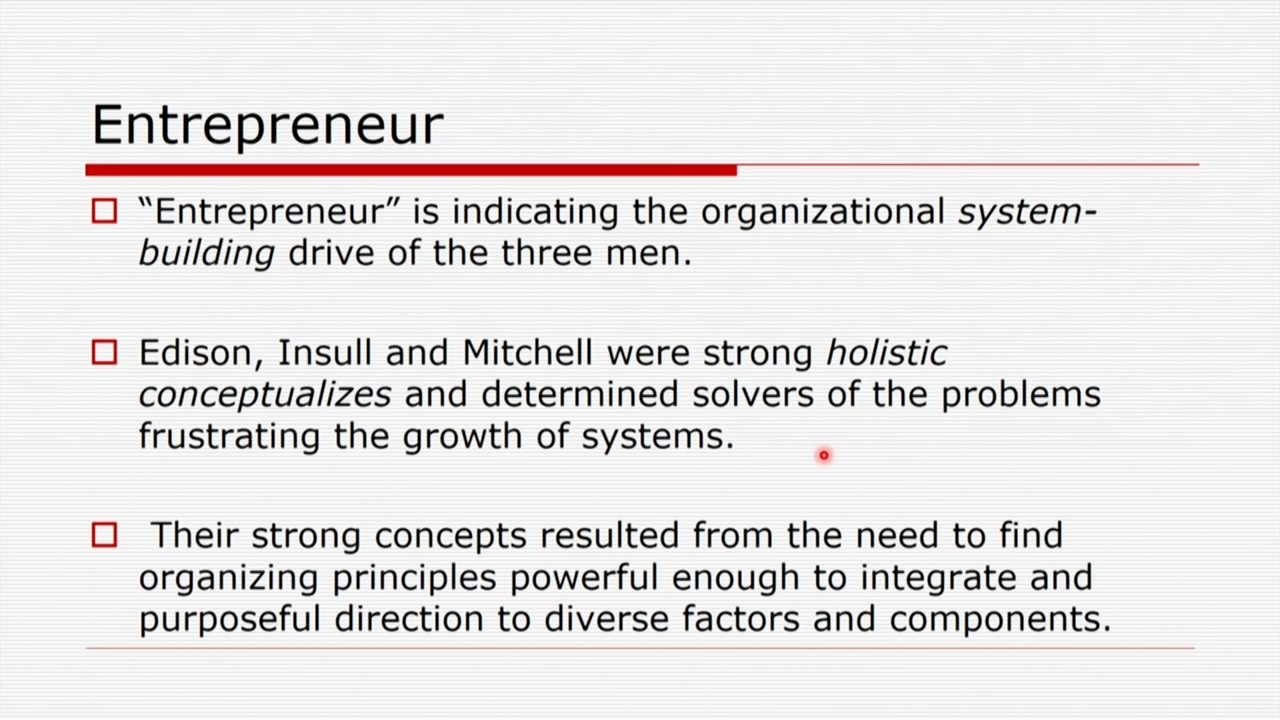 Entrepreneur
“Entrepreneur” is indicating the organizational system-
building drive of the three men.
Edison, Insull and Mitchell were strong holistic
conceptualizes and determined solvers of the problems
frustrating the growth of systems.
Their strong concepts resulted from the need to find
organizing principles powerful enough to integrate and
purposeful direction to diverse factors and components.